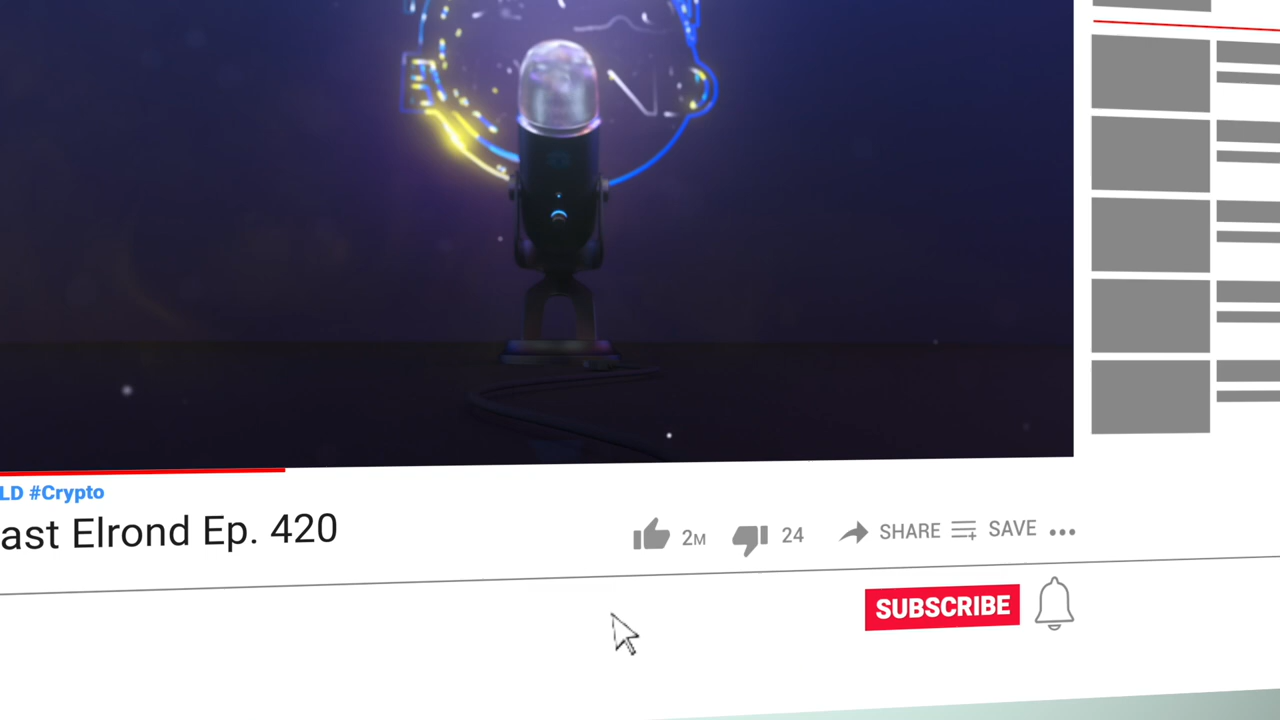 LD #Crypto
ast Elrond Ep. 420
2M
24
SHARE
SAVE
SUBSCRIBE